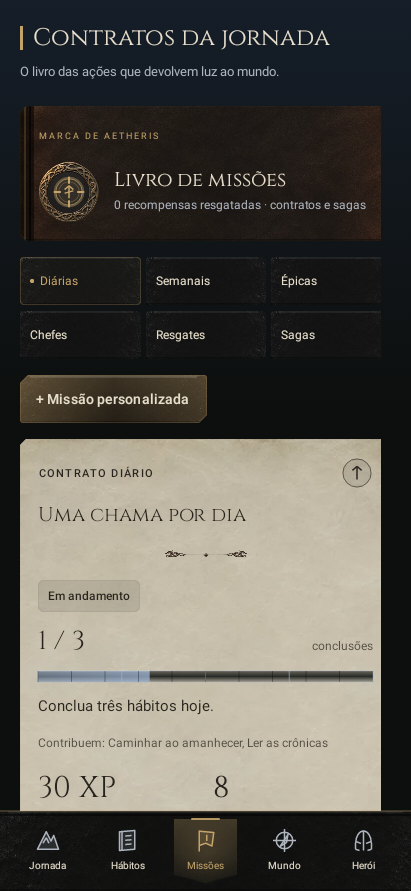 Contratos da Jornada
O livro das ações que devolvem luz ao mundo.
MARCA DE AETHERIS
Livro de missões
0 recompensas resgatadas · contratos e sagas
• Diárias
Semanais
Épicas
Chefes
Resgates
Sagas
+ Missão personalizada
CONTRATO DIÁRIO
Uma chama por dia
Em andamento
1 / 3
conclusões
Conclua três hábitos hoje.
Contribuem: Caminhar ao amanhecer, Ler as crônicas
30 XP
8
Jornada
Hábitos
Missões
Mundo
Herói